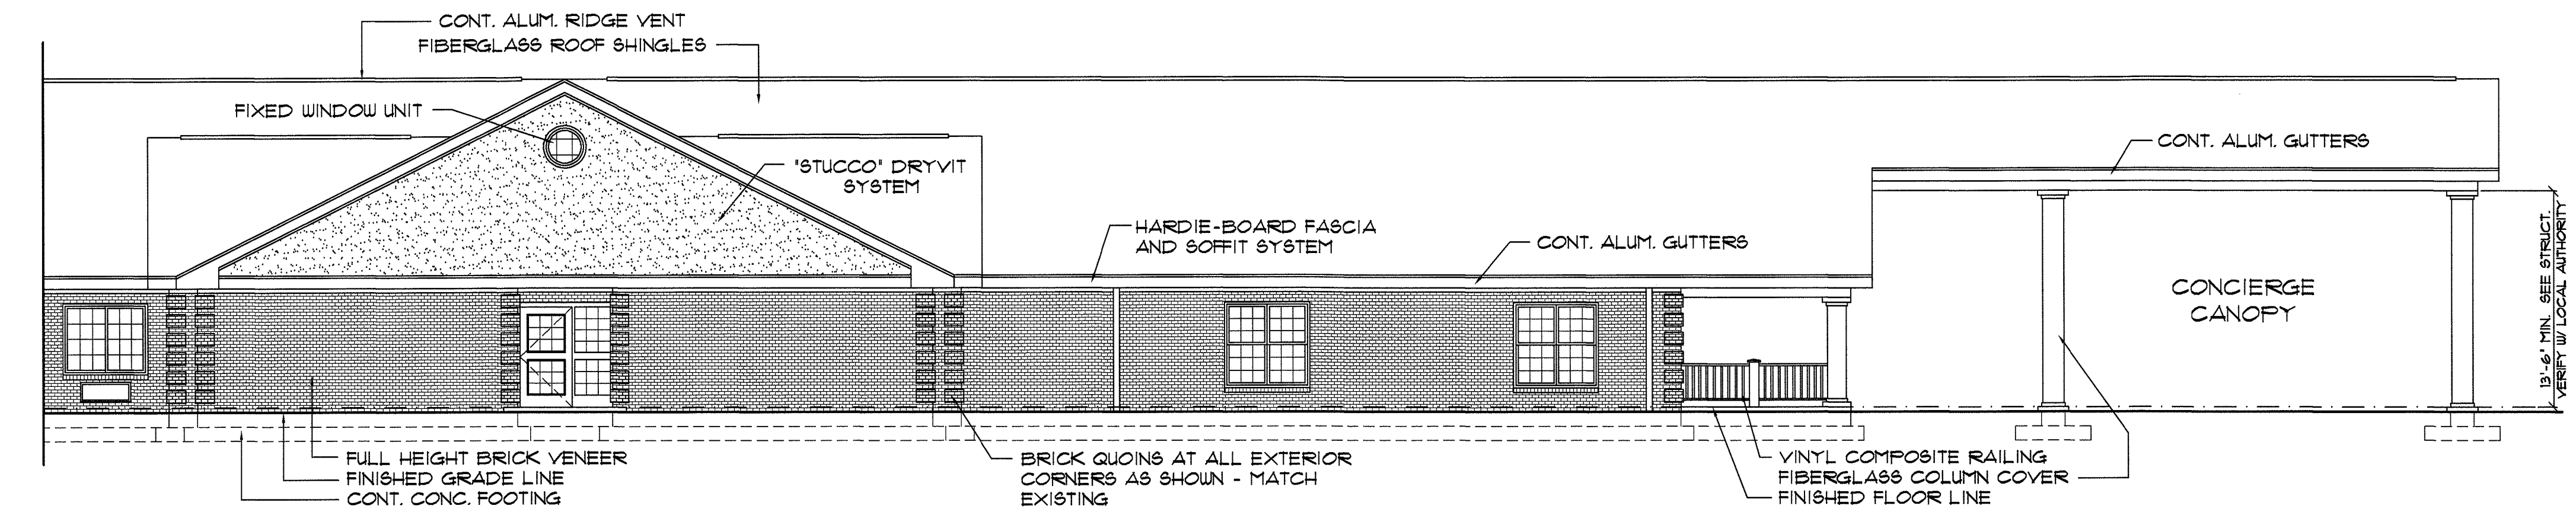 CONT. ALUM. RIDGE VENT
FIBERGLASS ROOF SHINGLES
FIXED WINDOW UNIT
"STUCCO" DRYVIT
SYSTEM
HARDIE-BOARD FASCIA
AND SOFFIT SYSTEM
CONT. ALUM. GUTTERS
CONT. ALUM. GUTTERS
CONCIERGE
CANOPY
13'-6" MIN. SEE STRUCT.
VERIFY W/ LOCAL AUTHORITY
FULL HEIGHT BRICK VENEER
FINISHED GRADE LINE
CONT. CONC. FOOTING
BRICK QUOINS AT ALL EXTERIOR
CORNERS AS SHOWN - MATCH
EXISTING
VINYL COMPOSITE RAILING
FIBERGLASS COLUMN COVER
FINISHED FLOOR LINE